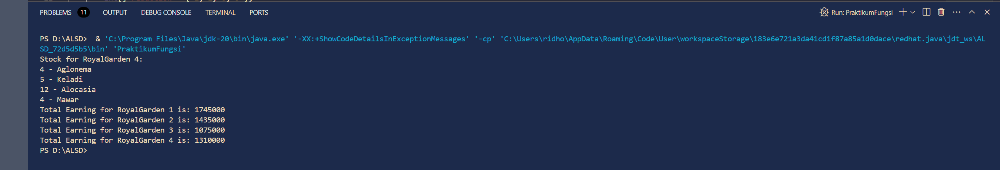 PROBLEMS 11 OUTPUT DEBUG CONSOLE TERMINAL PORTS Run: PraktikumFungsi
PS D:\ALSD>  & 'C:\Program Files\Java\jdk-20\bin\java.exe' '-XX:+ShowCodeDetailsInExceptionMessages' '-cp' 'C:\Users\ridho\AppData\Roaming\Code\User\workspaceStorage\183e6e721a3da41cd1f87a85a1d0dace\redhat.java\jdt_ws\AL
SD_72d5d5b5\bin' 'PraktikumFungsi'
Stock for RoyalGarden 4:
4 - Aglonema
5 - Keladi
12 - Alocasia
4 - Mawar
Total Earning for RoyalGarden 1 is: 1745000
Total Earning for RoyalGarden 2 is: 1435000
Total Earning for RoyalGarden 3 is: 1075000
Total Earning for RoyalGarden 4 is: 1310000
PS D:\ALSD>